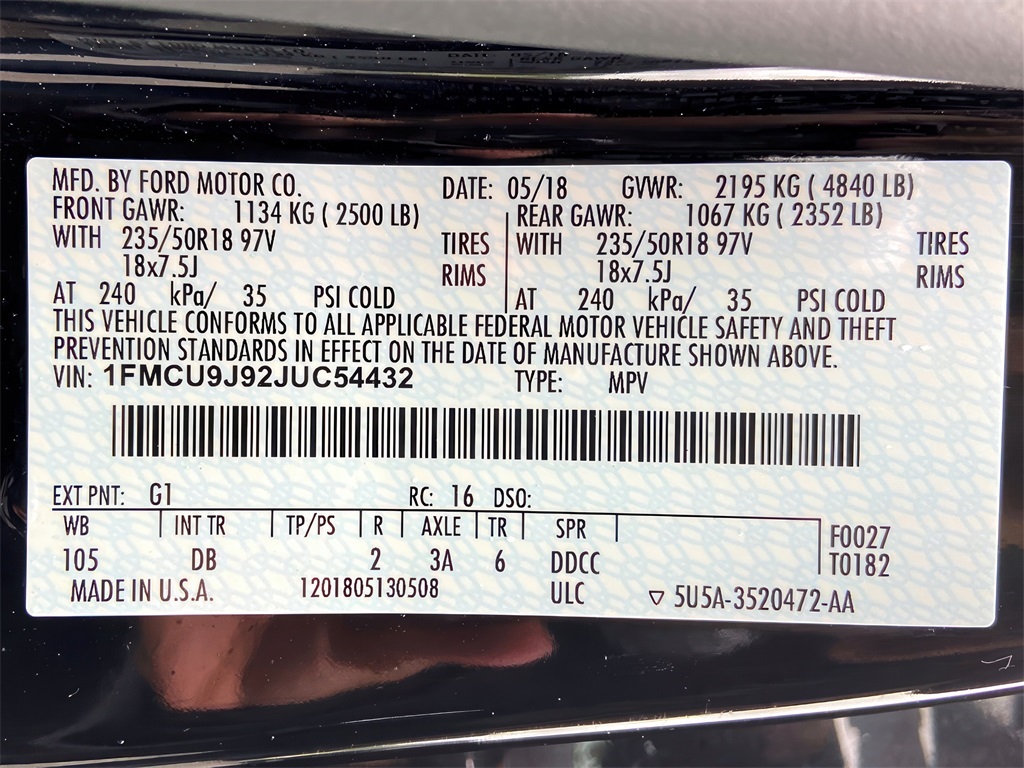 MFD. BY FORD MOTOR CO. DATE: 05/18 GVWR: 2195 KG ( 4840 LB)
FRONT GAWR: 1134 KG ( 2500 LB) REAR GAWR: 1067 KG ( 2352 LB)
WITH 235/50R18 97V TIRES WITH 235/50R18 97V TIRES
18x7.5J RIMS 18x7.5J RIMS
AT 240 kPa/ 35 PSI COLD AT 240 kPa/ 35 PSI COLD
THIS VEHICLE CONFORMS TO ALL APPLICABLE FEDERAL MOTOR VEHICLE SAFETY AND THEFT
PREVENTION STANDARDS IN EFFECT ON THE DATE OF MANUFACTURE SHOWN ABOVE.
VIN: 1FMCU9J92JUC54432 TYPE: MPV
EXT PNT: G1 RC: 16 DSO:
WB INT TR TP/PS R AXLE TR SPR F0027
105 DB 2 3A 6 DDCC T0182
MADE IN U.S.A. 1201805130508 ULC ▽ 5U5A-3520472-AA